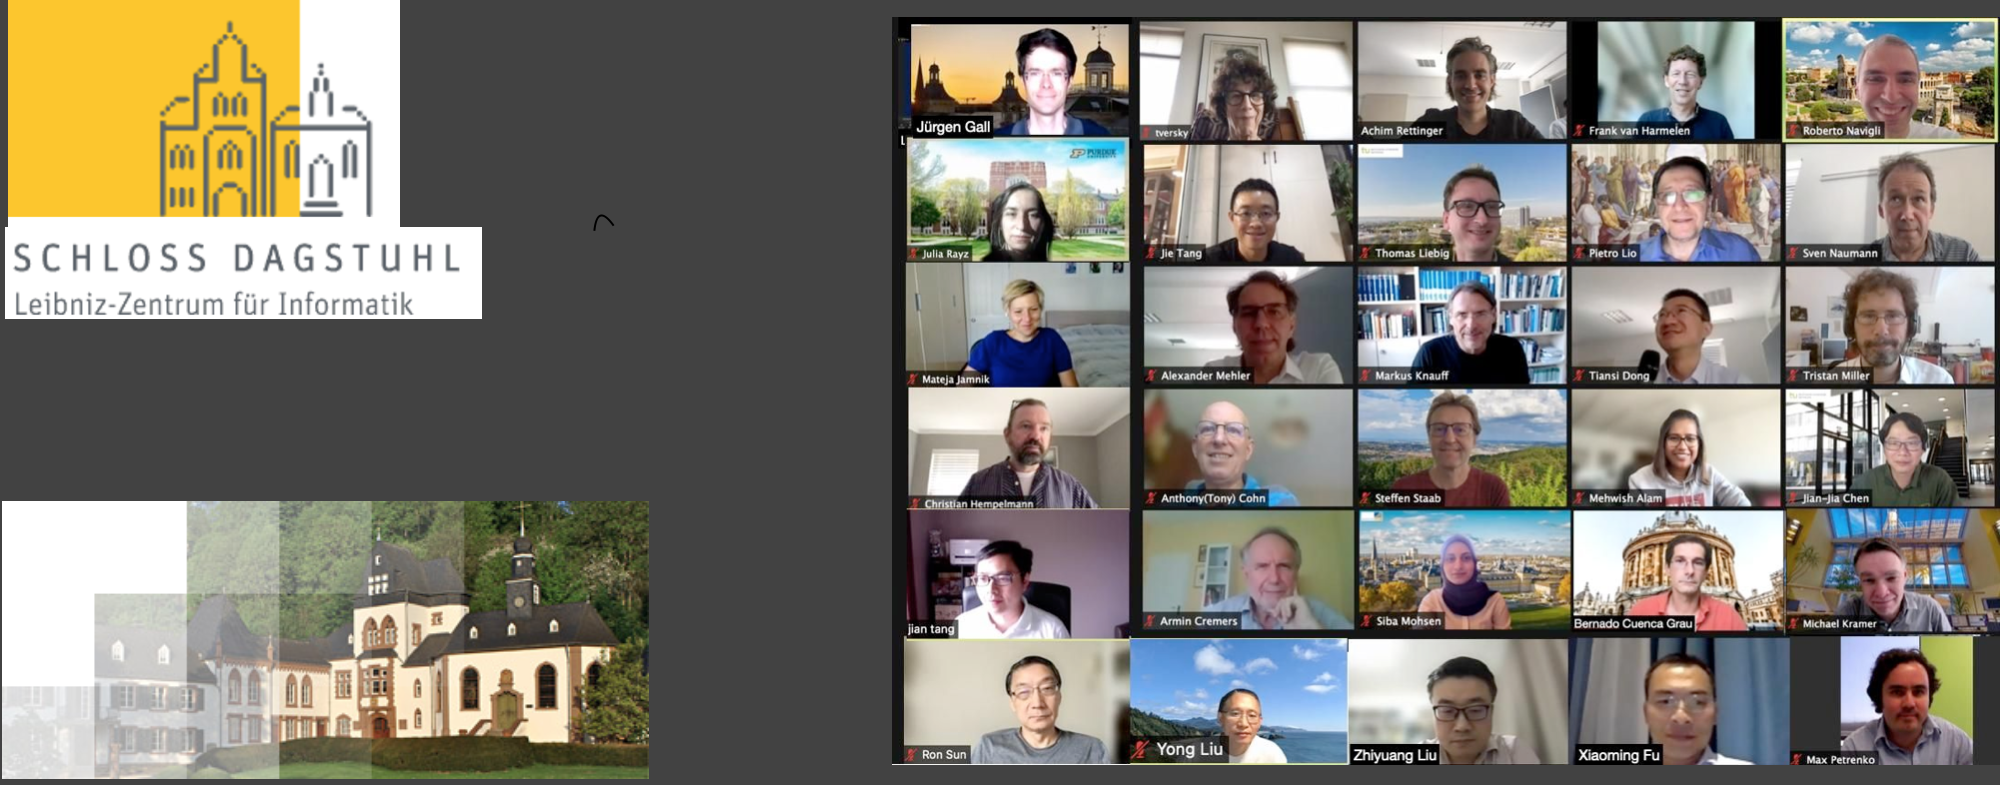 SCHLOSS DAGSTUHL
Leibniz-Zentrum für Informatik
Jürgen Gall
tversky
Achim Rettinger
Frank van Harmelen
Roberto Navigli
L
PURDUE
UNIVERSITY
Julia Rayz
Jie Tang
Thomas Liebig
Pietro Lio
Sven Naumann
Mateja Jamnik
Alexander Mehler
Markus Knauff
Tiansi Dong
Tristan Miller
Christian Hempelmann
Anthony(Tony) Cohn
Steffen Staab
Mehwish Alam
Jian-Jia Chen
jian tang
Armin Cremers
Siba Mohsen
Bernado Cuenca Grau
Michael Kramer
Ron Sun
Yong Liu
Zhiyuang Liu
Xiaoming Fu
Max Petrenko